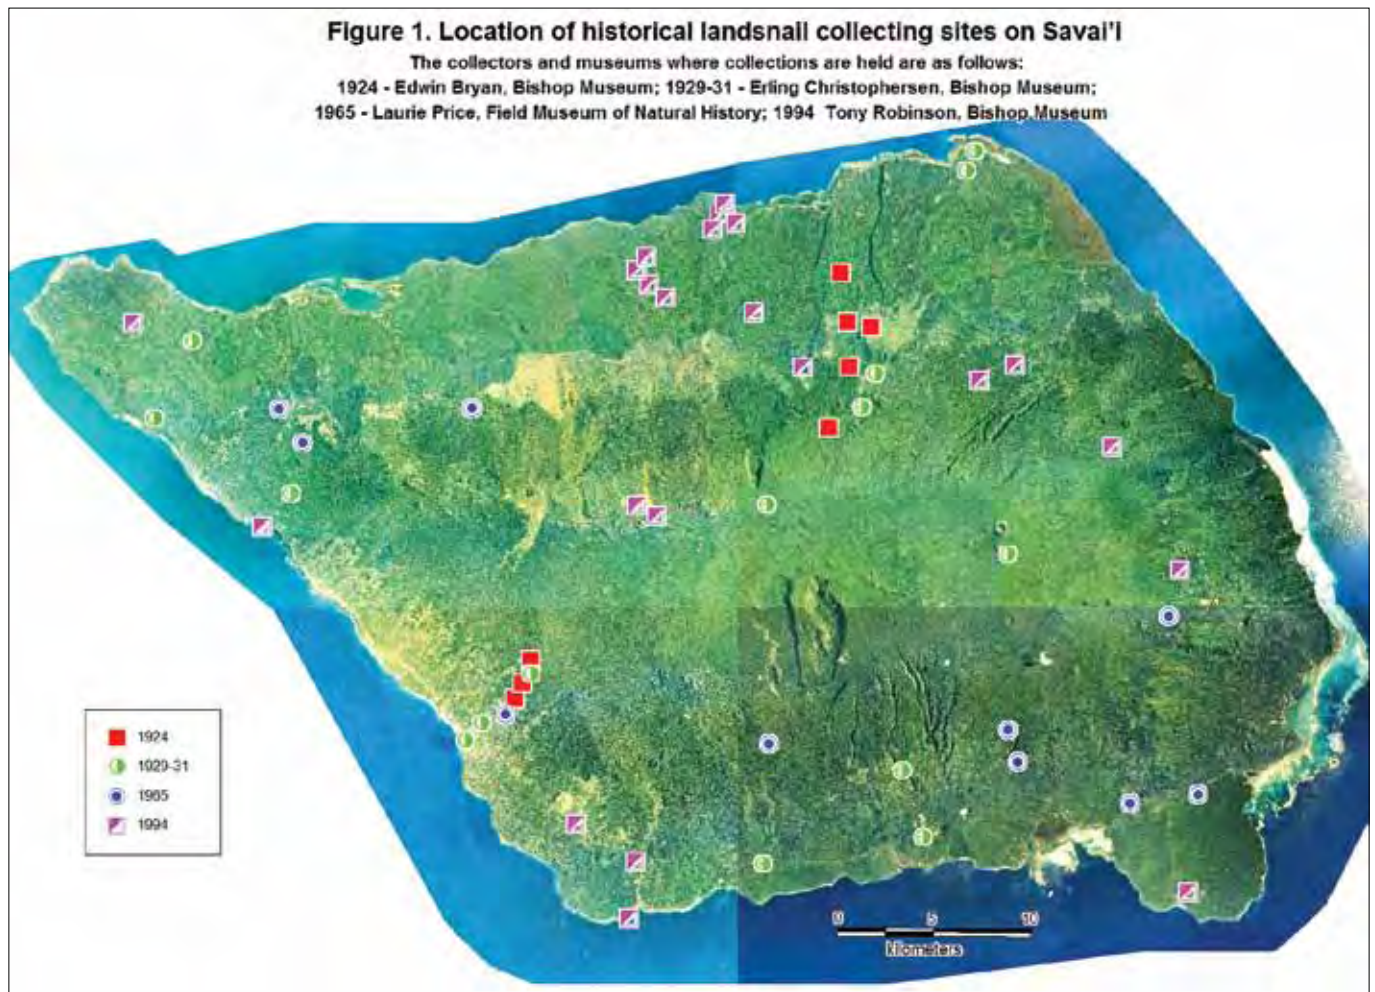 Figure 1. Location of historical landsnail collecting sites on Savai'i
The collectors and museums where collections are held are as follows:
1924 - Edwin Bryan, Bishop Museum; 1929-31 - Erling Christophersen, Bishop Museum;
1965 - Laurie Price, Field Museum of Natural History; 1994 Tony Robinson, Bishop Museum
1924
1929-31
1965
1994
0 5 10
kilometers